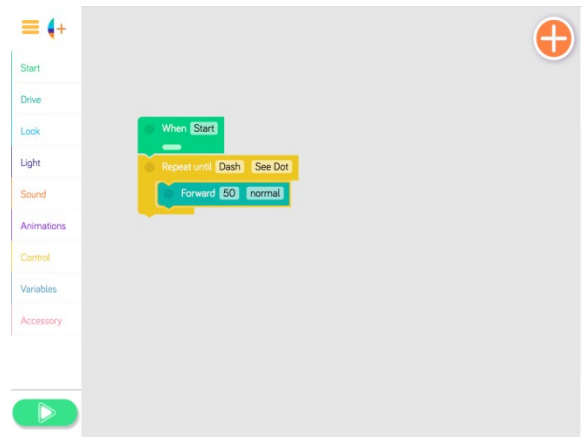 Start
Drive
Look
Light
Sound
Animations
Control
Variables
Accessory
When Start
Repeat until Dash See Dot
Forward 50 normal